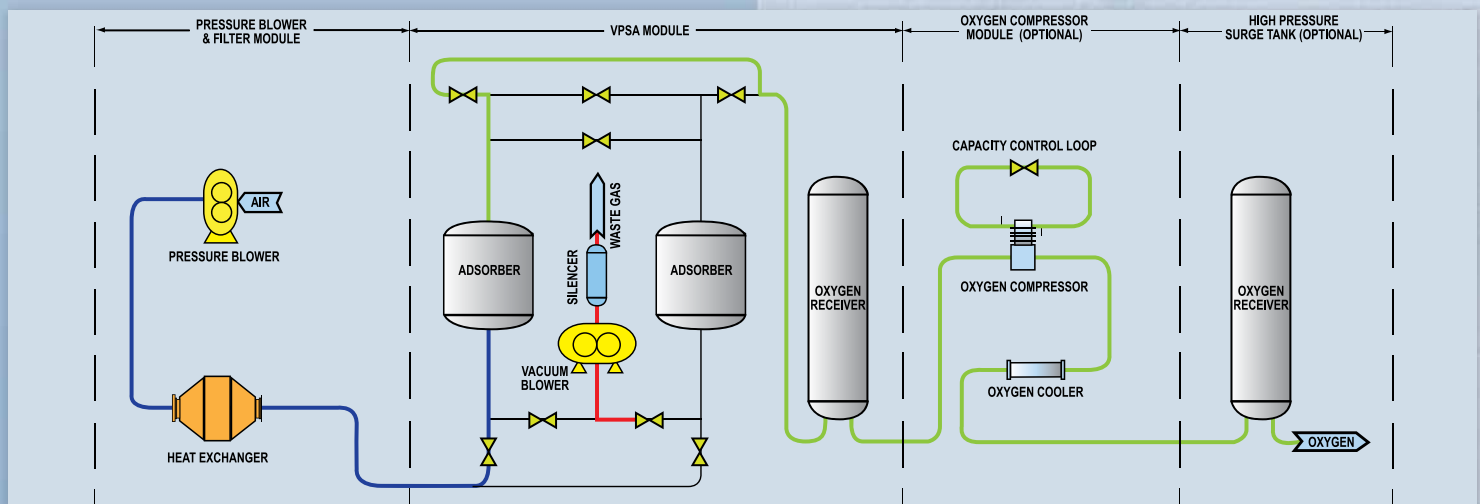 PRESSURE BLOWER
& FILTER MODULE
VPSA MODULE
OXYGEN COMPRESSOR
MODULE (OPTIONAL)
HIGH PRESSURE
SURGE TANK (OPTIONAL)
AIR
PRESSURE BLOWER
HEAT EXCHANGER
ADSORBER
WASTE GAS
SILENCER
VACUUM
BLOWER
ADSORBER
OXYGEN
RECEIVER
CAPACITY CONTROL LOOP
OXYGEN COMPRESSOR
OXYGEN COOLER
OXYGEN
RECEIVER
OXYGEN